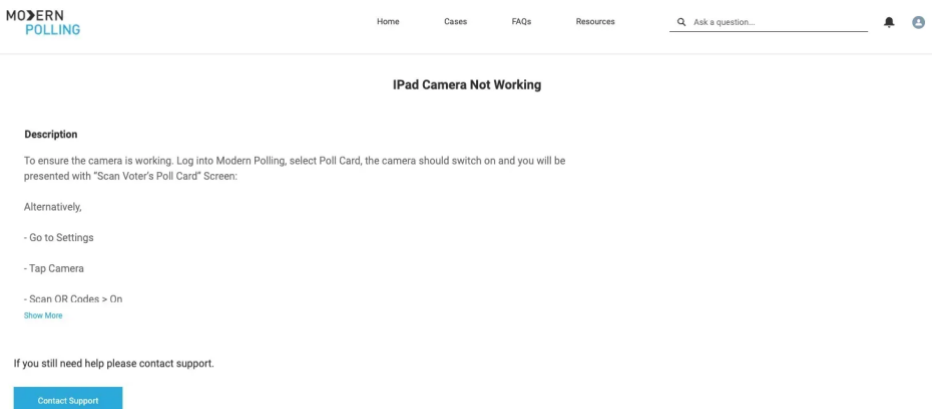 MODERN
POLLING
Home Cases FAQs Resources Ask a question...
IPad Camera Not Working
Description
To ensure the camera is working. Log into Modern Polling, select Poll Card, the camera should switch on and you will be
presented with “Scan Voter's Poll Card” Screen:
Alternatively,
- Go to Settings
- Tap Camera
- Scan QR Codes > On
Show More
If you still need help please contact support.
Contact Support